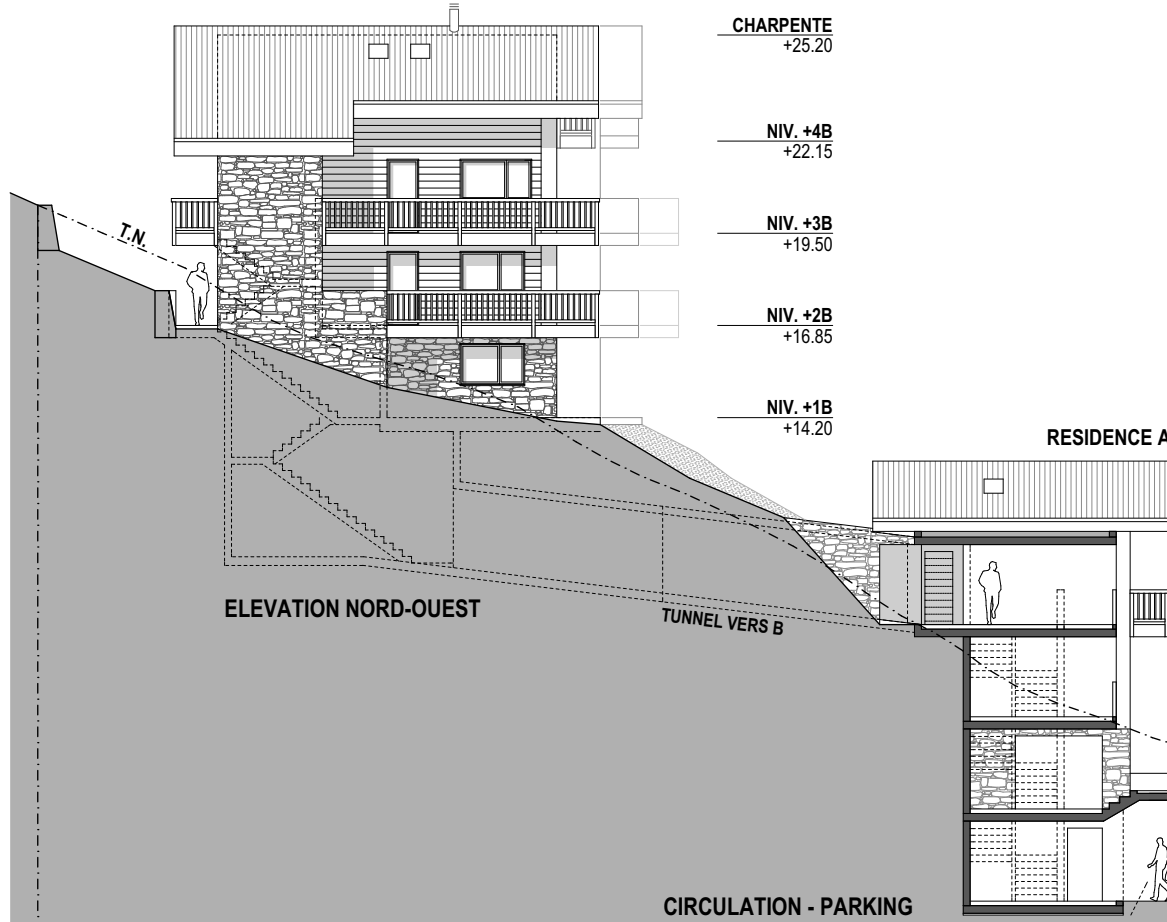 CHARPENTE
+25.20
NIV. +4B
+22.15
T.N.
NIV. +3B
+19.50
NIV. +2B
+16.85
NIV. +1B
+14.20
RESIDENCE A
ELEVATION NORD-OUEST
TUNNEL VERS B
CIRCULATION - PARKING